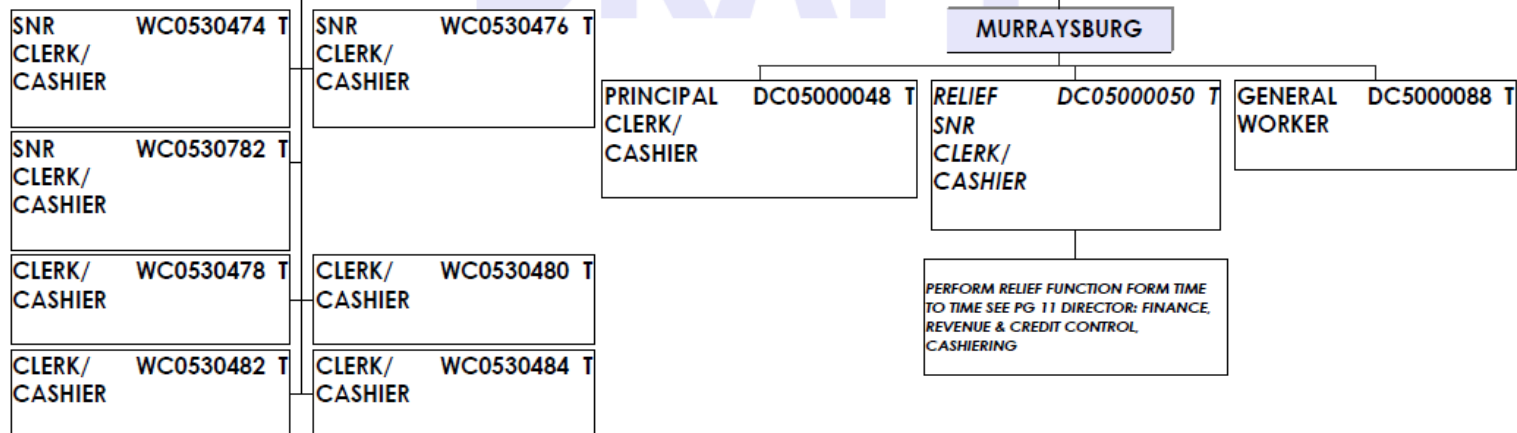 DRAFT
SNR WC0530474 T
CLERK/
CASHIER
SNR WC0530476 T
CLERK/
CASHIER
SNR WC0530782 T
CLERK/
CASHIER
CLERK/ WC0530478 T
CASHIER
CLERK/ WC0530480 T
CASHIER
CLERK/ WC0530482 T
CASHIER
CLERK/ WC0530484 T
CASHIER
MURRAYSBURG
PRINCIPAL DC05000048 T
CLERK/
CASHIER
RELIEF DC05000050 T
SNR
CLERK/
CASHIER
GENERAL DC5000088 T
WORKER
PERFORM RELIEF FUNCTION FORM TIME
TO TIME SEE PG 11 DIRECTOR: FINANCE,
REVENUE & CREDIT CONTROL,
CASHIERING